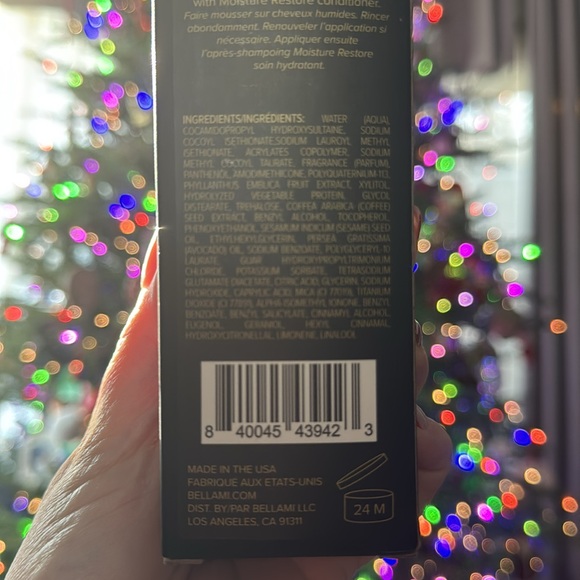 with Moisture Restore Conditioner.
Faire mousser sur cheveux humides. Rincer
abondamment. Renouveler l'application si
nécessaire. Appliquer ensuite
l'après-shampoing Moisture Restore
soin hydratant.
INGREDIENTS/INGRÉDIENTS: WATER (AQUA),
COCAMIDOPROPYL HYDROXYSULTAINE, SODIUM
COCOYL ISETHIONATE,SODIUM LAUROYL METHYL
ISETHIONATE, ACRYLATES COPOLYMER, SODIUM
METHYL COCOYL TAURATE, FRAGRANCE (PARFUM),
PANTHENOL, AMODIMETHICONE, POLYQUATERNIUM-10,
PHYLLANTHUS EMBLICA FRUIT EXTRACT, XYLITOL,
HYDROLYZED VEGETABLE PROTEIN, GLYCOL
DISTEARATE, TREHALOSE, COFFEA ARABICA (COFFEE)
SEED EXTRACT, BENZYL ALCOHOL, TOCOPHEROL,
PHENOXYETHANOL, SESAMUM INDICUM (SESAME) SEED
OIL, ETHYLHEXYLGLYCERIN, PERSEA GRATISSIMA
(AVOCADO) OIL, SODIUM BENZOATE, POLYGLYCERYL-10
LAURATE, GUAR HYDROXYPROPYLTRIMONIUM
CHLORIDE, POTASSIUM SORBATE, TETRASODIUM
GLUTAMATE DIACETATE, CITRIC ACID, GLYCERIN, SODIUM
HYDROXIDE, CAPRYLIC ACID, MICA (CI 77019), TITANIUM
DIOXIDE (CI 77891), ALPHA-ISOMETHYL IONONE, BENZYL
BENZOATE, BENZYL SALICYLATE, CINNAMYL ALCOHOL,
EUGENOL, GERANIOL, HEXYL CINNAMAL,
HYDROXYCITRONELLAL, LIMONENE, LINALOOL
8 40045 43942 3
MADE IN THE USA
FABRIQUE AUX ETATS-UNIS
BELLAMI.COM
DIST. BY/PAR BELLAMI LLC
LOS ANGELES, CA 91311
24 M